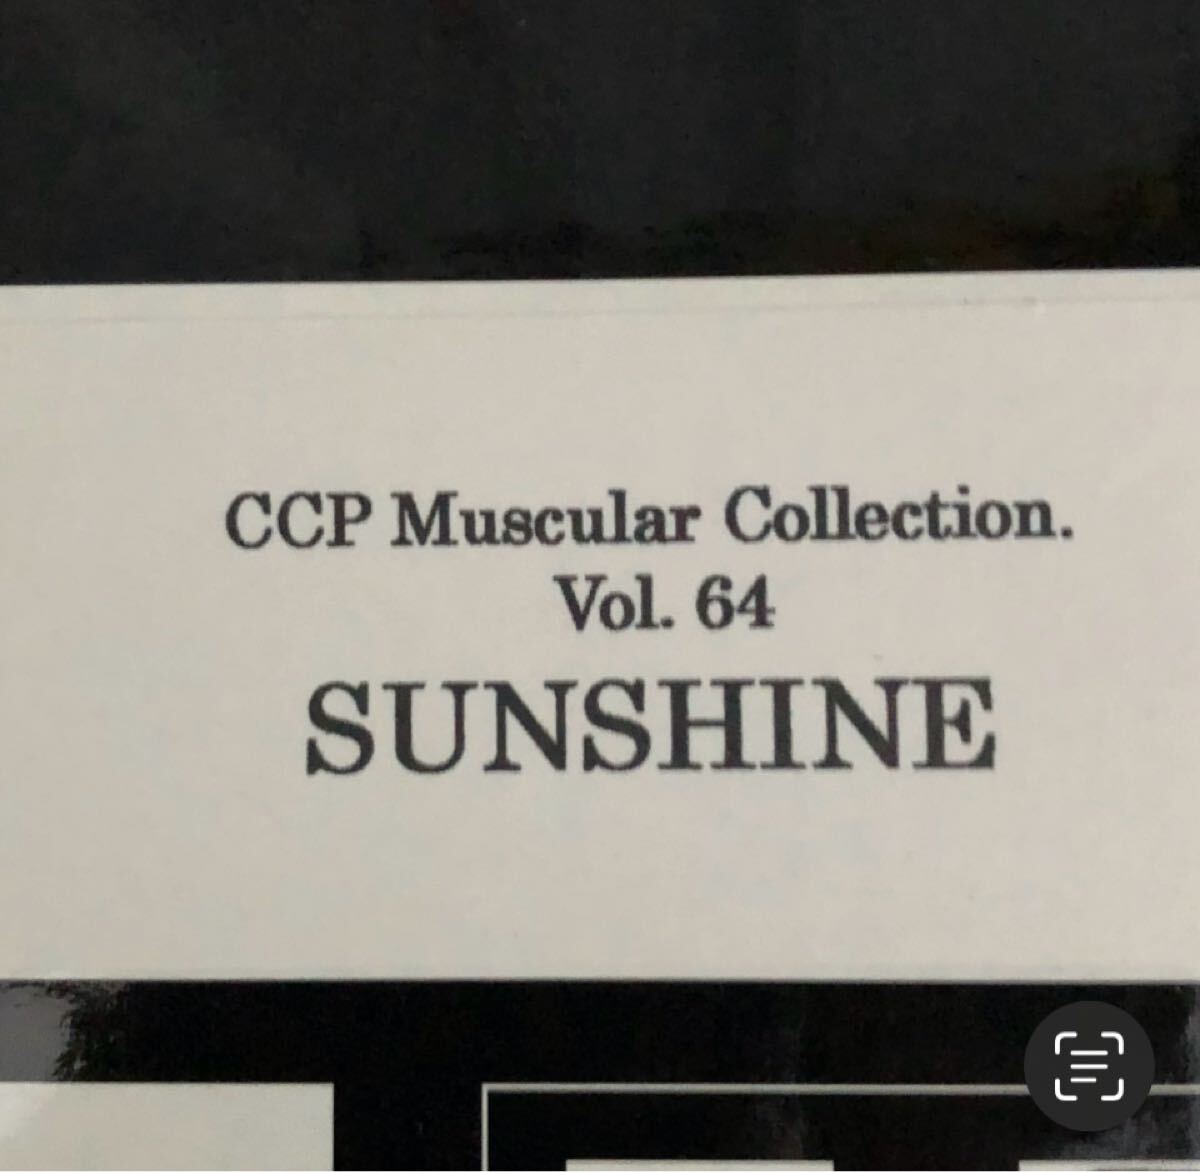 CCP Muscular Collection.
Vol. 64
SUNSHINE